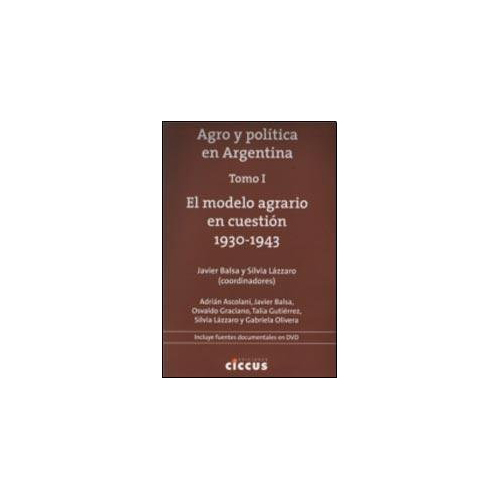 Agro y política
en Argentina
Tomo I
El modelo agrario
en cuestión
1930-1943
Javier Balsa y Silvia Lázzaro
(coordinadores)
Adrián Ascolani, Javier Balsa,
Osvaldo Graciano, Talía Gutiérrez,
Silvia Lázzaro y Gabriela Olivera
Incluye fuentes documentales en DVD
EDICIONES
CICCUS